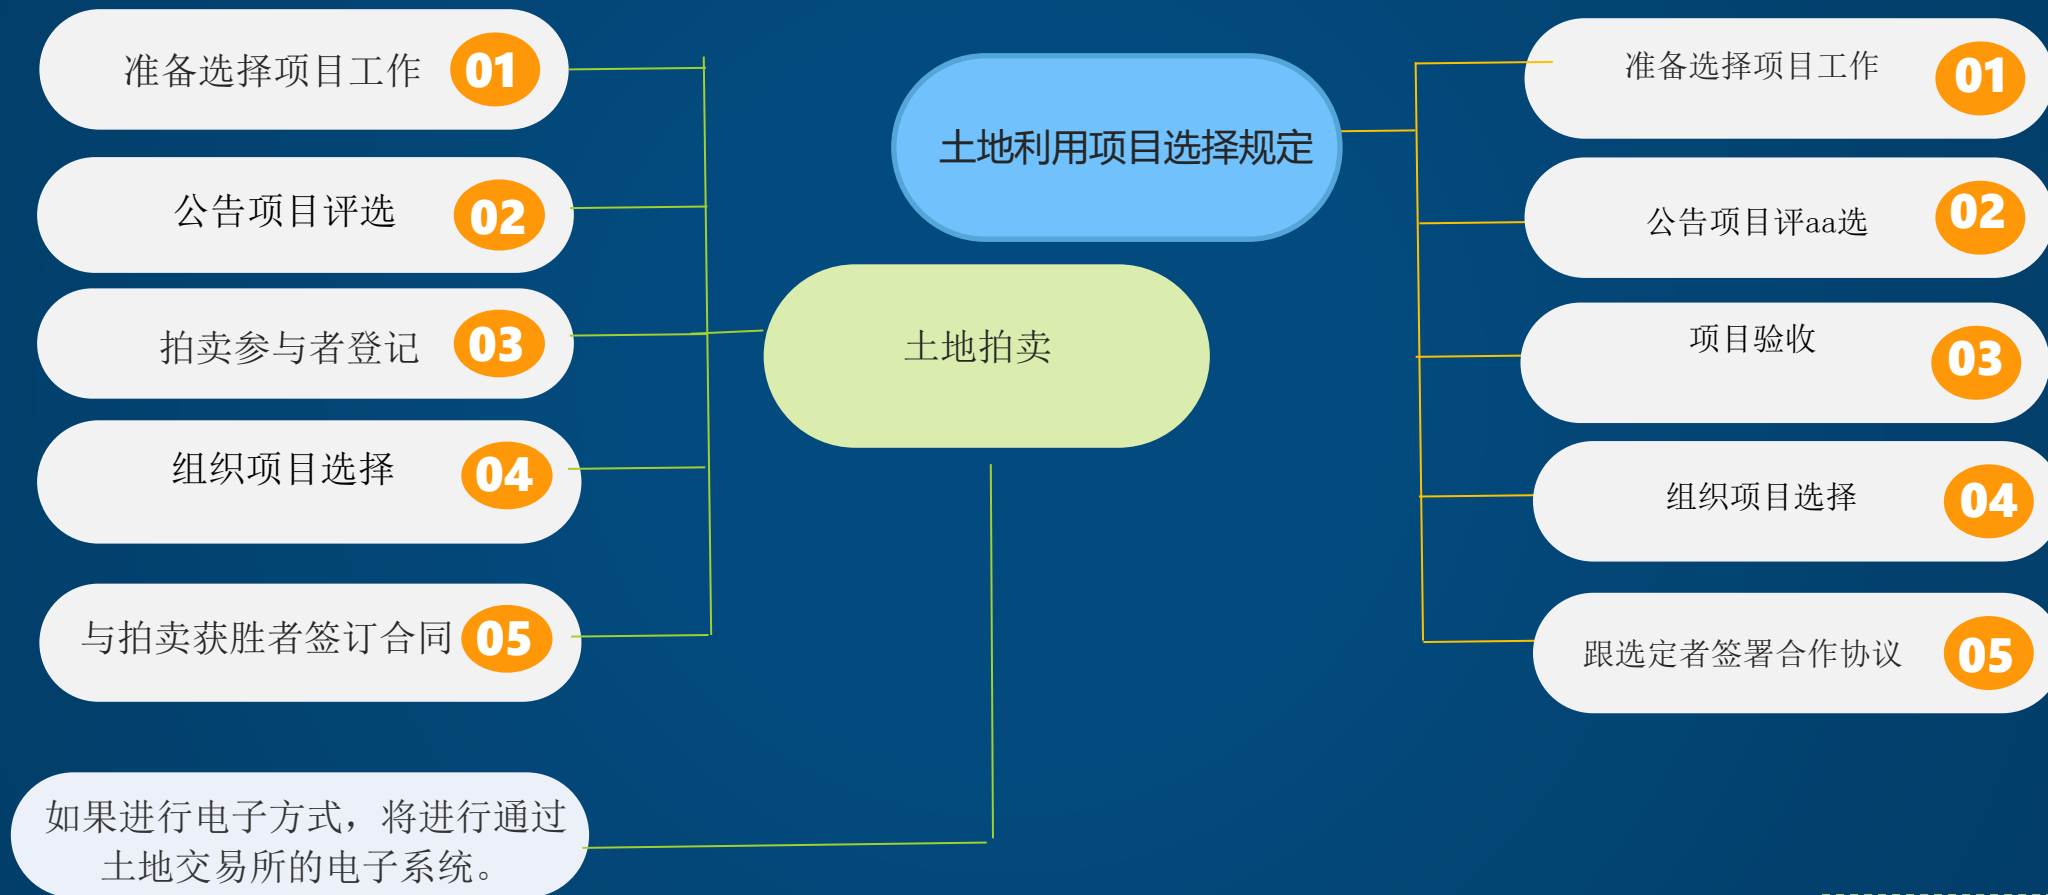 准备选择项目工作 01
公告项目评选 02
拍卖参与者登记 03
组织项目选择 04
与拍卖获胜者签订合同 05
如果进行电子方式，将进行通过
土地交易所的电子系统。
土地利用项目选择规定
土地拍卖
准备选择项目工作 01
公告项目评aa选 02
项目验收 03
组织项目选择 04
跟选定者签署合作协议 05